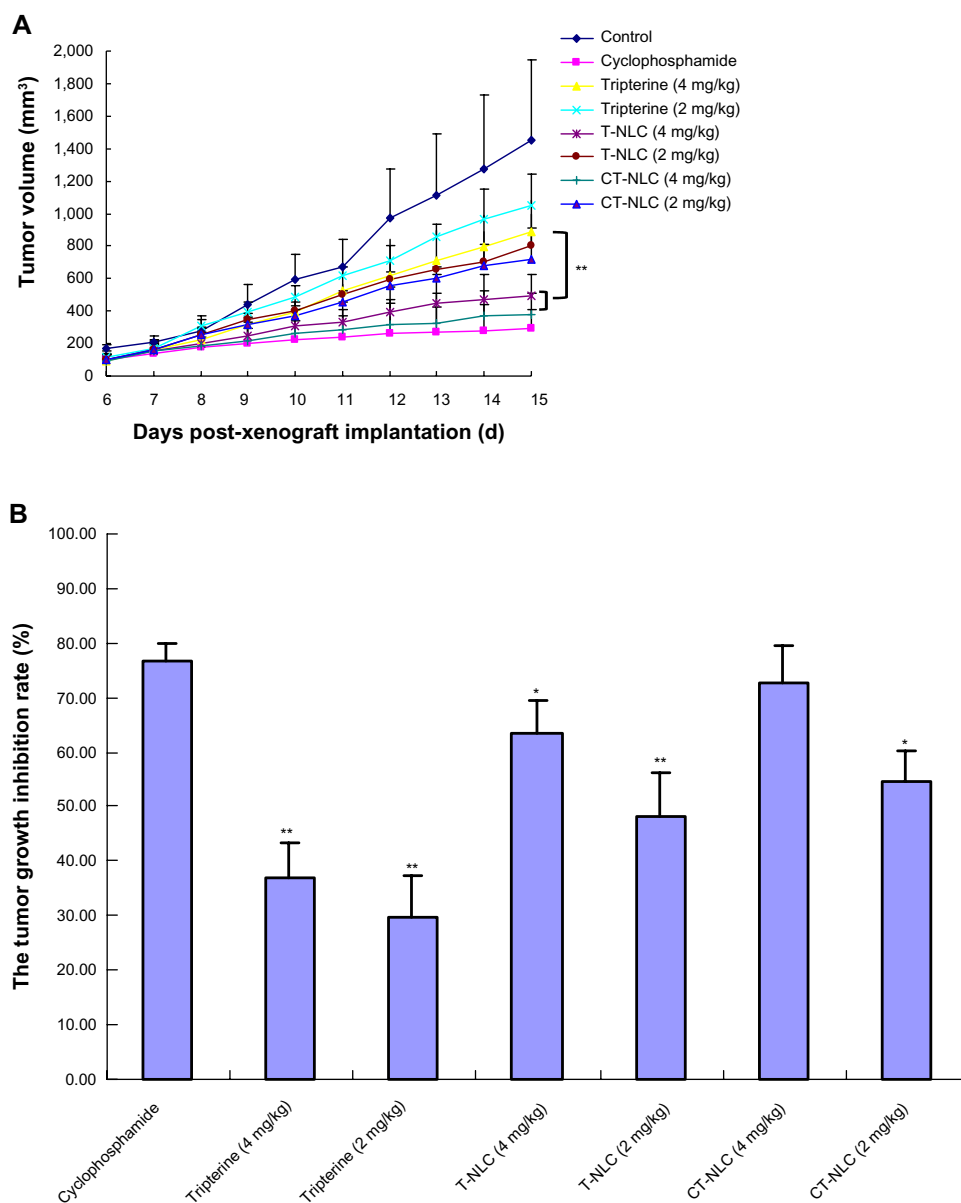 A
Tumor volume (mm³)
2,000
1,800
1,600
1,400
1,200
1,000
800
600
400
200
0
6 7 8 9 10 11 12 13 14 15
Days post-xenograft implantation (d)
Control
Cyclophosphamide
Tripterine (4 mg/kg)
Tripterine (2 mg/kg)
T-NLC (4 mg/kg)
T-NLC (2 mg/kg)
CT-NLC (4 mg/kg)
CT-NLC (2 mg/kg)
**
B
The tumor growth inhibition rate (%)
100.00
90.00
80.00
70.00
60.00
50.00
40.00
30.00
20.00
10.00
0.00
**
**
*
**
*
Cyclophosphamide
Tripterine (4 mg/kg)
Tripterine (2 mg/kg)
T-NLC (4 mg/kg)
T-NLC (2 mg/kg)
CT-NLC (4 mg/kg)
CT-NLC (2 mg/kg)